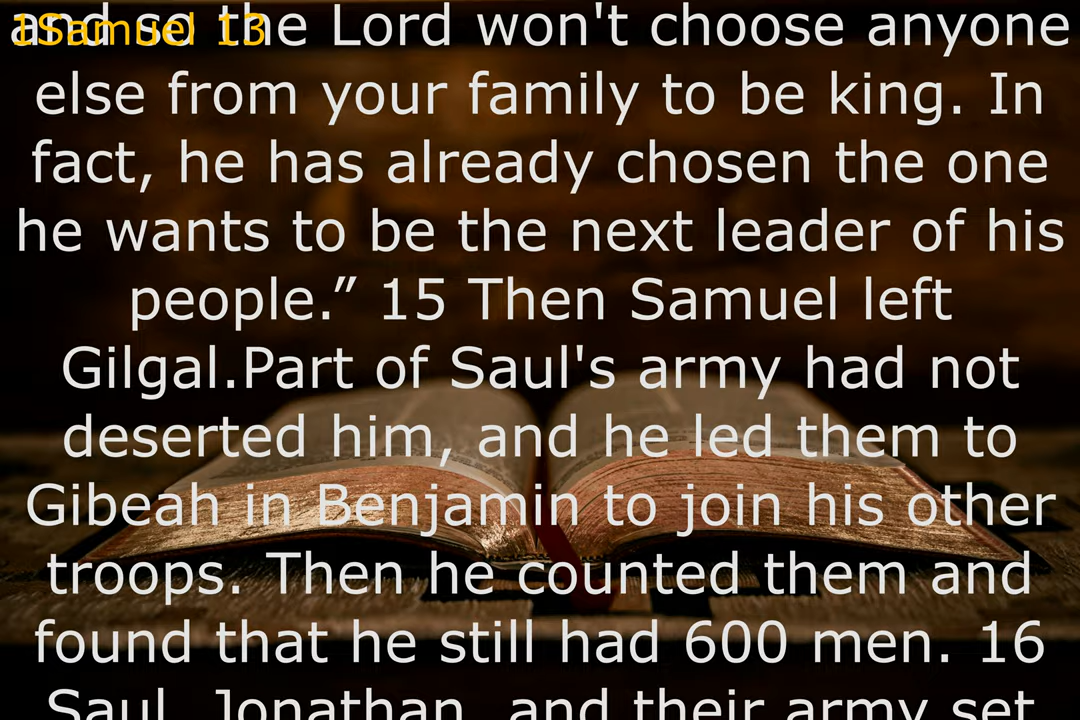 1 Samuel 13
and so the Lord won't choose anyone
else from your family to be king. In
fact, he has already chosen the one
he wants to be the next leader of his
people.” 15 Then Samuel left
Gilgal.Part of Saul's army had not
deserted him, and he led them to
Gibeah in Benjamin to join his other
troops. Then he counted them and
found that he still had 600 men. 16
Saul, Jonathan, and their army set